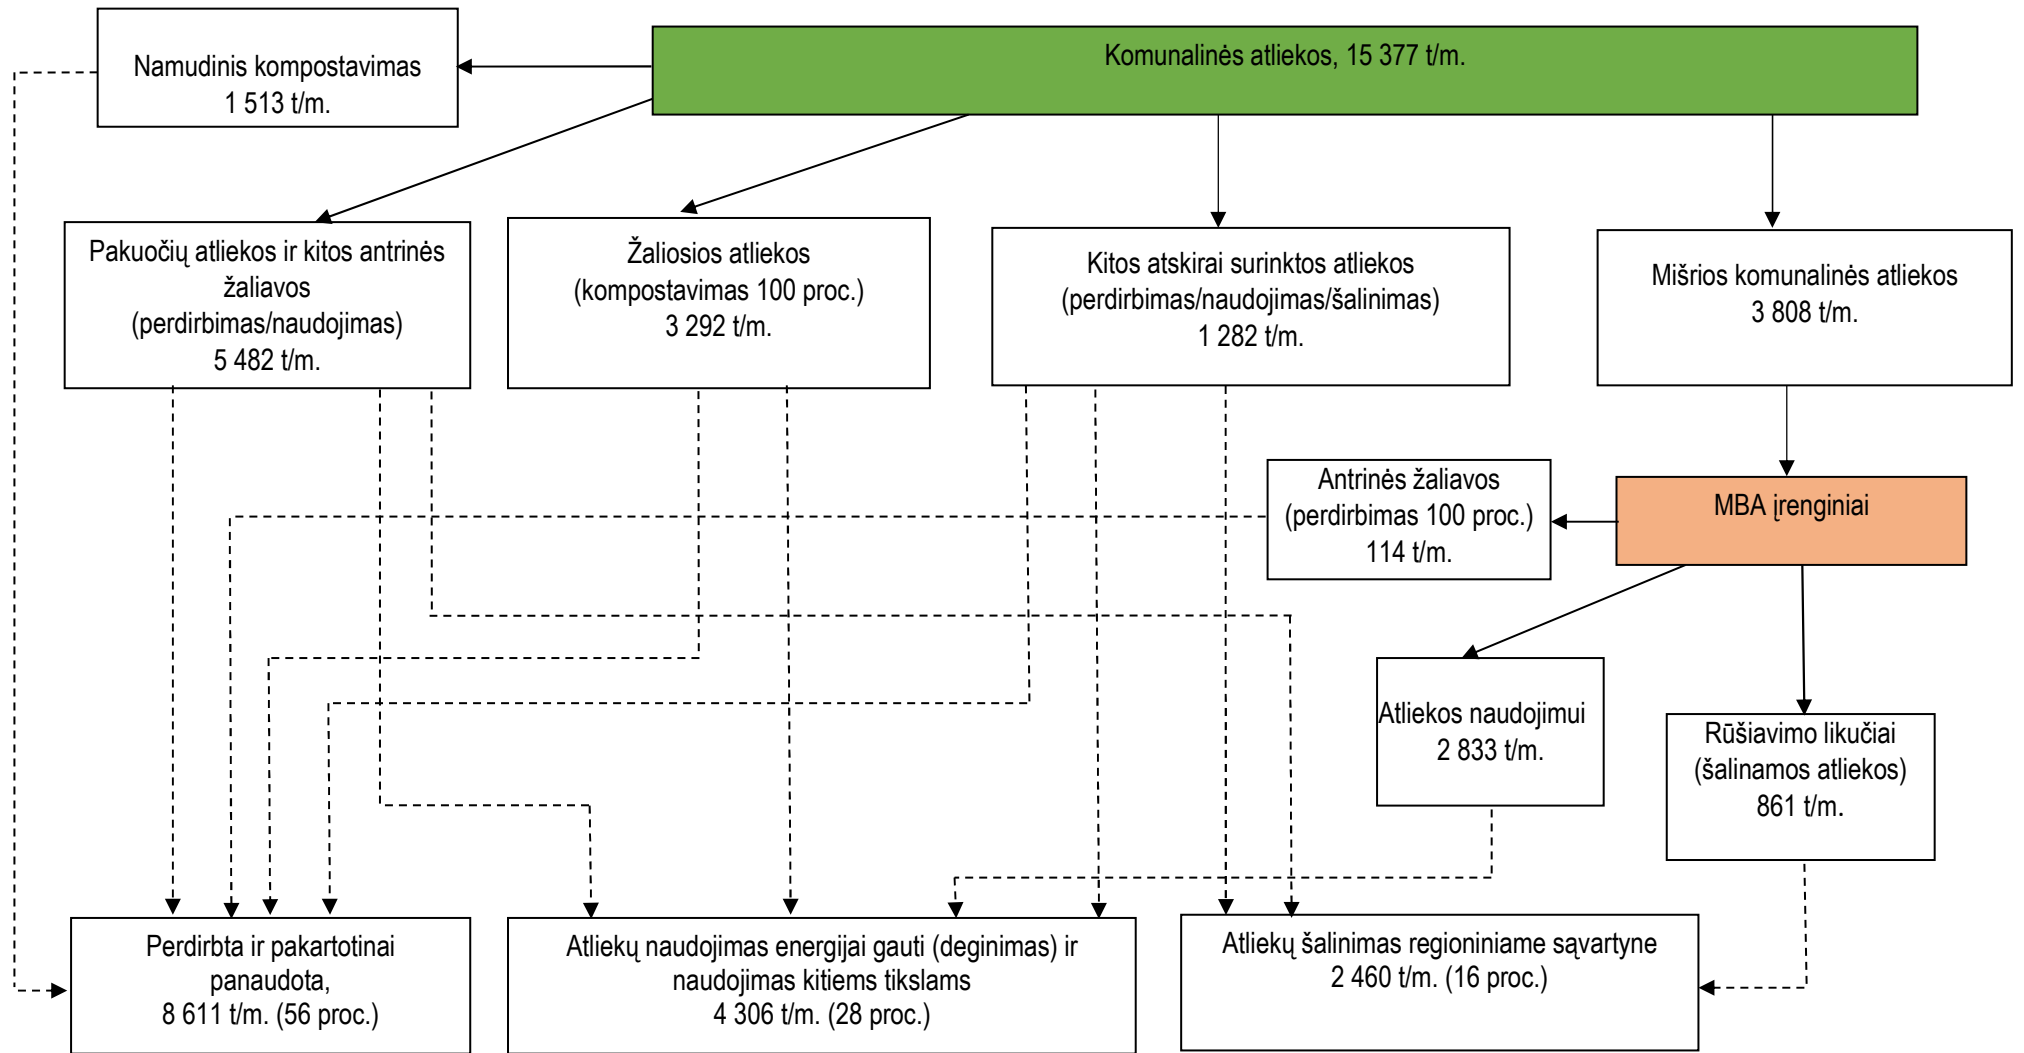 Komunalinės atliekos, 15 377 t/m.
Namudinis kompostavimas
1 513 t/m.
Pakuočių atliekos ir kitos antrinės
žaliavos
(perdirbimas/naudojimas)
5 482 t/m.
Žaliosios atliekos
(kompostavimas 100 proc.)
3 292 t/m.
Kitos atskirai surinktos atliekos
(perdirbimas/naudojimas/šalinimas)
1 282 t/m.
Mišrios komunalinės atliekos
3 808 t/m.
Antrinės žaliavos
(perdirbimas 100 proc.)
114 t/m.
MBA įrenginiai
Atliekos naudojimui
2 833 t/m.
Rūšiavimo likučiai
(šalinamos atliekos)
861 t/m.
Perdirbta ir pakartotinai
panaudota,
8 611 t/m. (56 proc.)
Atliekų naudojimas energijai gauti (deginimas) ir
naudojimas kitiems tikslams
4 306 t/m. (28 proc.)
Atliekų šalinimas regioniniame sąvartyne
2 460 t/m. (16 proc.)